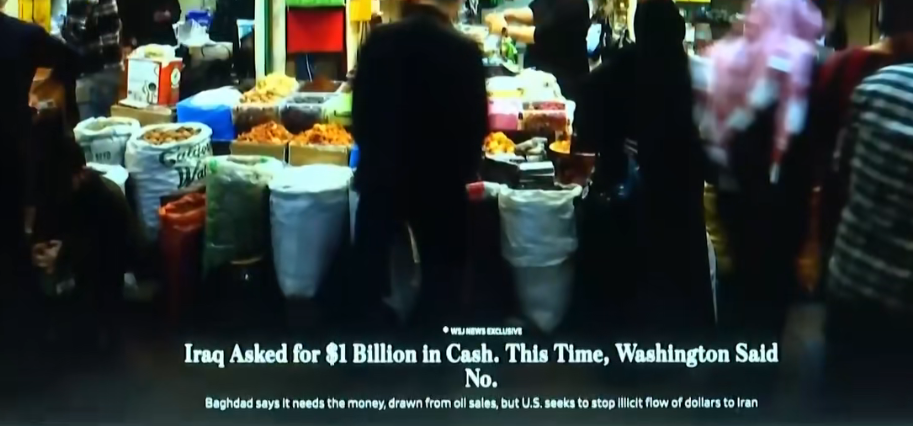 WSJ NEWS EXCLUSIVE
Iraq Asked for $1 Billion in Cash. This Time, Washington Said
No.
Baghdad says it needs the money, drawn from oil sales, but U.S. seeks to stop illicit flow of dollars to Iran